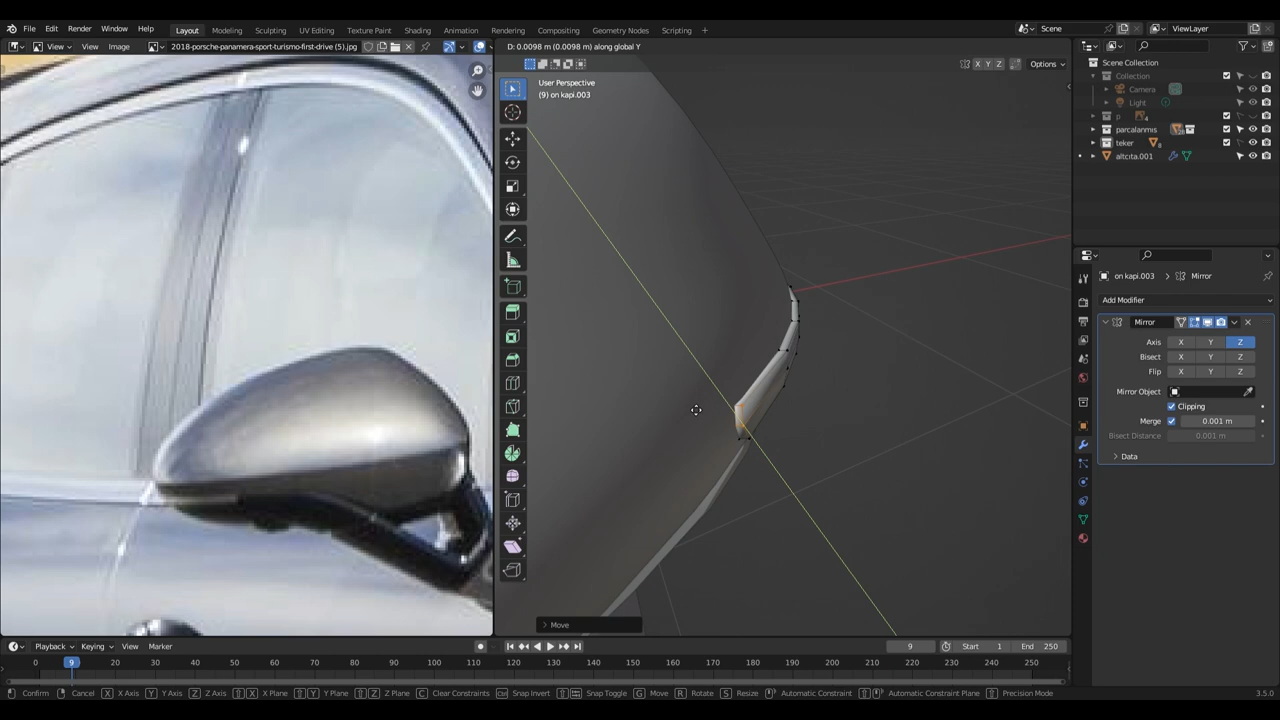 File Edit Render Window Help Layout Modeling Sculpting UV Editing Texture Paint Shading Animation Rendering Compositing Geometry Nodes Scripting + Scene ViewLayer
View View Image 2018-porsche-panamera-sport-turismo-first-drive (5).jpg D: 0.0098 m (0.0098 m) along global Y
X Y Z Options
User Perspective
(9) on kapi.003
Scene Collection
Collection
Camera
Light
p
parcalanmis
teker
altcıta.001
on kapi.003 > Mirror
Add Modifier
Mirror
Axis X Y Z
Bisect X Y Z
Flip X Y Z
Mirror Object
Clipping
Merge 0.001 m
Bisect Distance 0.001 m
Data
Move
Playback Keying View Marker 9 Start 1 End 250
0 9 20 30 40 50 60 70 80 90 100 110 120 130 140 150 160 170 180 190 200 210 220 230 240 250
Confirm Cancel X X Axis Y Y Axis Z Z Axis X X Plane Y Y Plane Z Z Plane C Clear Constraints Snap Invert Snap Toggle G Move R Rotate S Resize Automatic Constraint Automatic Constraint Plane Precision Mode 3.5.0